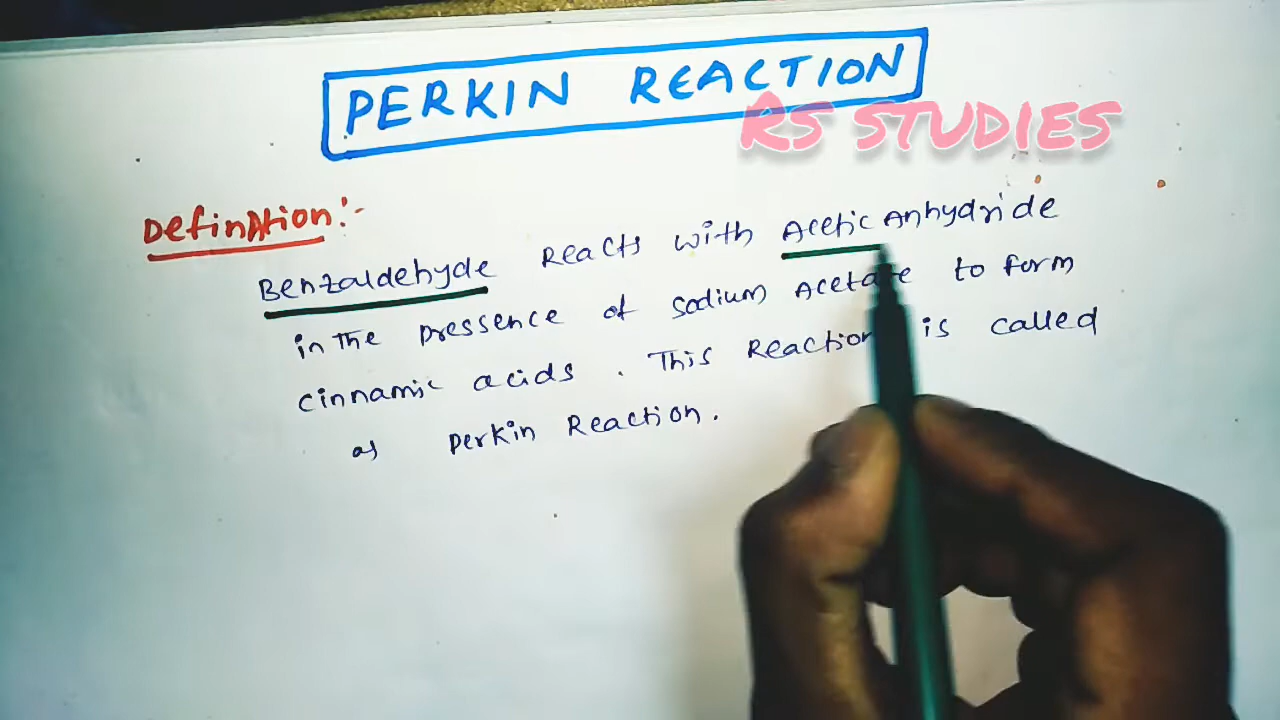 PERKIN REACTION
RS STUDIES
Defination:-
Benzaldehyde Reacts with Acetic Anhydride
in the pressence of sodium Acetate to form
cinnamic acids. This Reaction is called
as perkin Reaction.